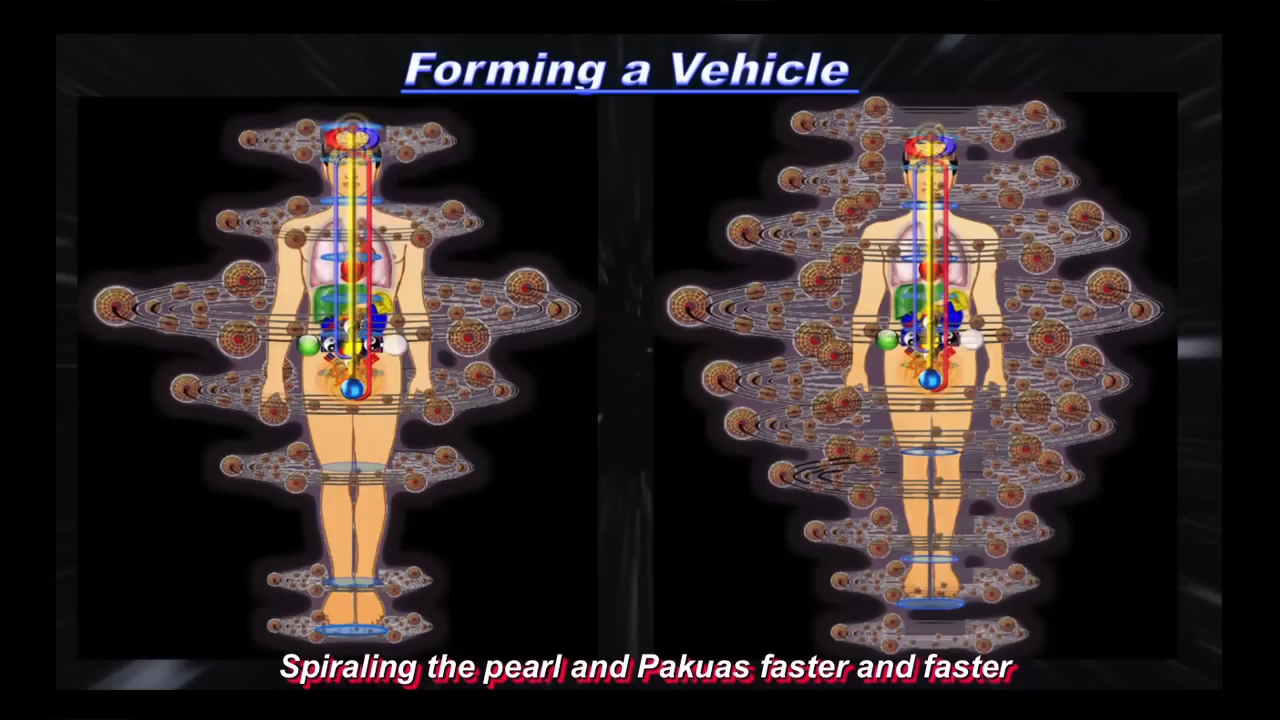 Forming a Vehicle
Spiraling the pearl and Pakuas faster and faster